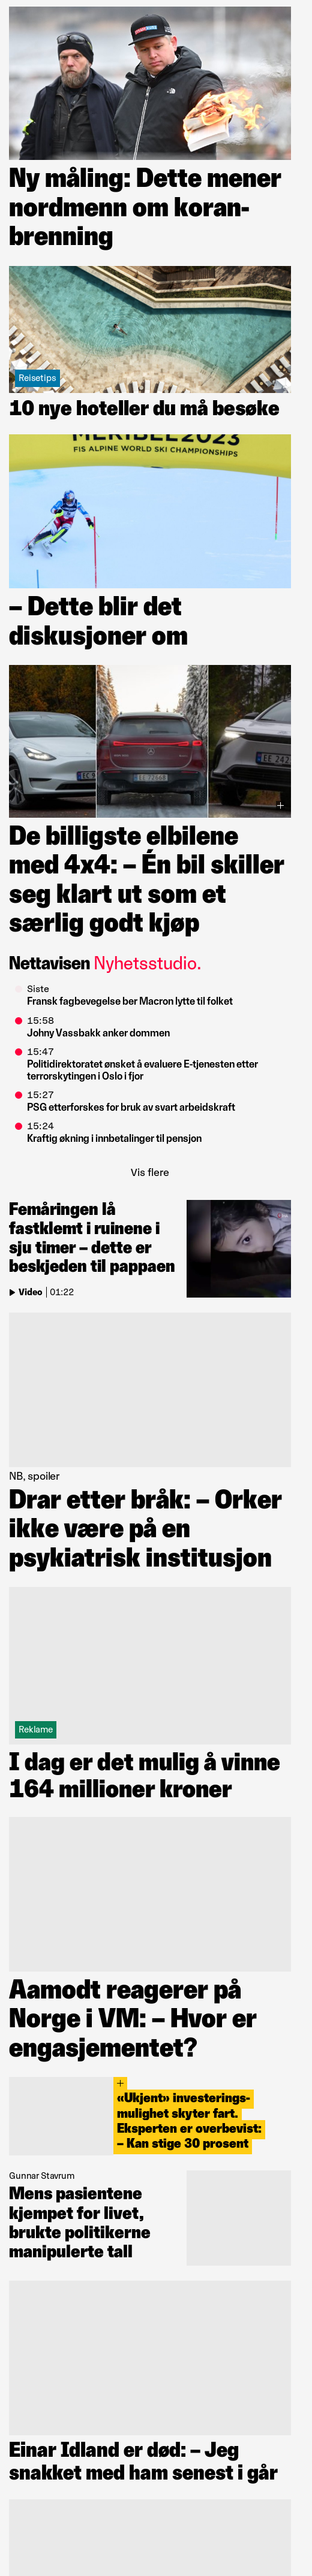 Ny måling: Dette mener
nordmenn om koran-
brenning
Reisetips
10 nye hoteller du må besøke
MERIBEL2023
FIS ALPINE WORLD SKI CHAMPIONSHIPS
– Dette blir det
diskusjoner om
De billigste elbilene
med 4x4: – Én bil skiller
seg klart ut som et
særlig godt kjøp
Nettavisen Nyhetsstudio.
Siste
Fransk fagbevegelse ber Macron lytte til folket
15:58
Johny Vassbakk anker dommen
15:47
Politidirektoratet ønsket å evaluere E-tjenesten etter
terrorskytingen i Oslo i fjor
15:27
PSG etterforskes for bruk av svart arbeidskraft
15:24
Kraftig økning i innbetalinger til pensjon
Vis flere
Femåringen lå
fastklemt i ruinene i
sju timer – dette er
beskjeden til pappaen
Video | 01:22
NB, spoiler
Drar etter bråk: – Orker
ikke være på en
psykiatrisk institusjon
Reklame
I dag er det mulig å vinne
164 millioner kroner
Aamodt reagerer på
Norge i VM: – Hvor er
engasjementet?
«Ukjent» investerings-
mulighet skyter fart.
Eksperten er overbevist:
– Kan stige 30 prosent
Gunnar Stavrum
Mens pasientene
kjempet for livet,
brukte politikerne
manipulerte tall
Einar Idland er død: – Jeg
snakket med ham senest i går